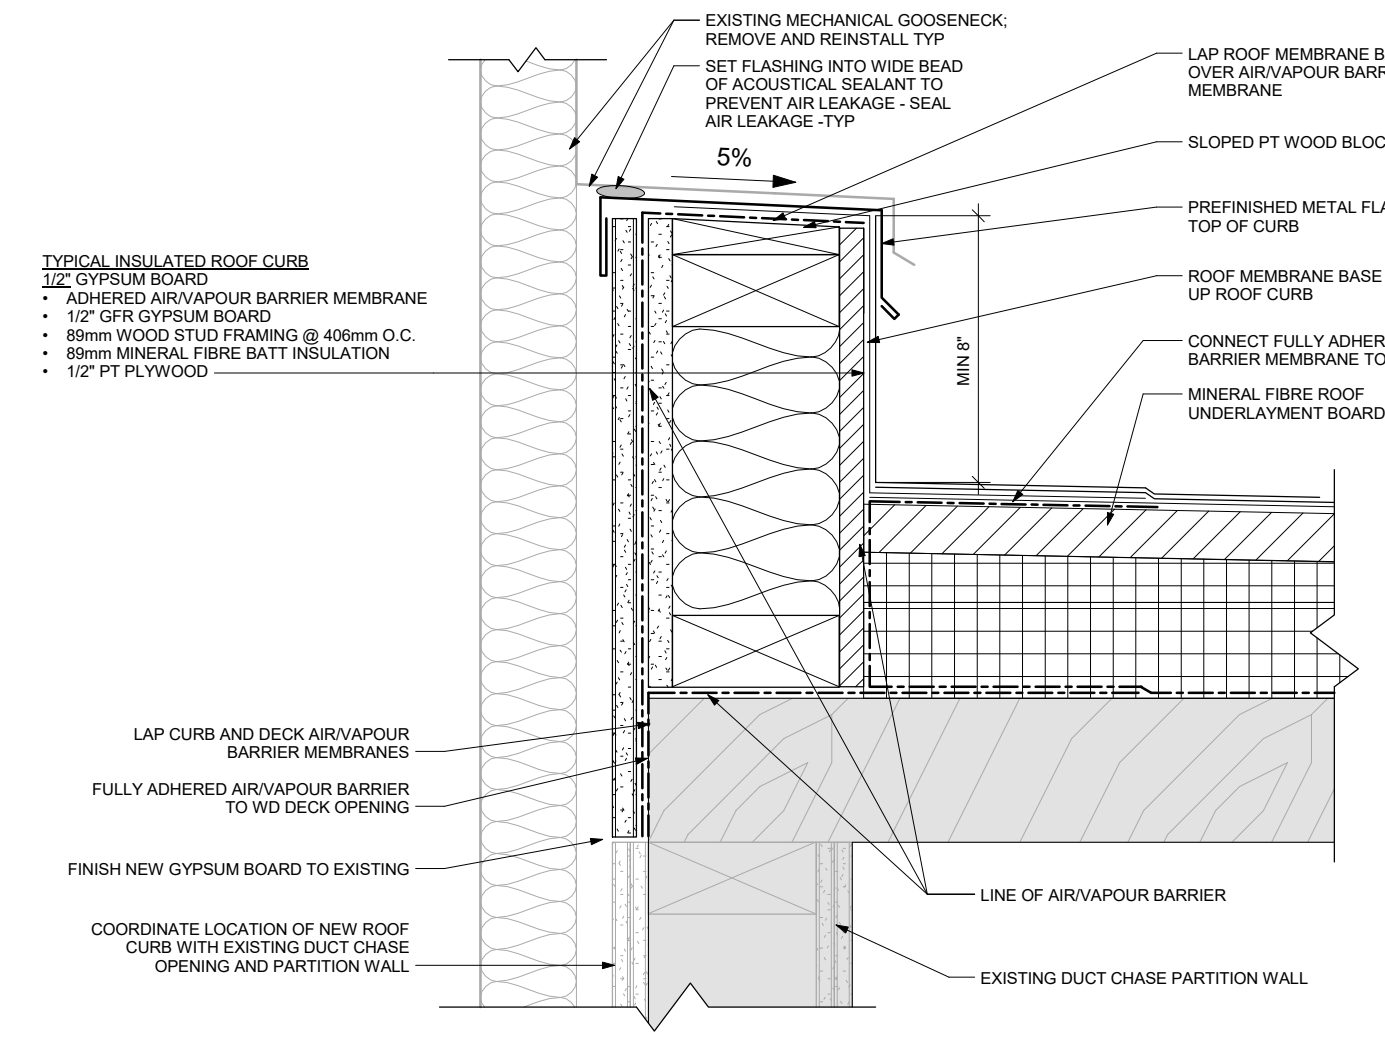 EXISTING MECHANICAL GOOSENECK;
REMOVE AND REINSTALL TYP
SET FLASHING INTO WIDE BEAD
OF ACOUSTICAL SEALANT TO
PREVENT AIR LEAKAGE - SEAL
AIR LEAKAGE -TYP
5%
LAP ROOF MEMBRANE B
OVER AIR/VAPOUR BARR
MEMBRANE
SLOPED PT WOOD BLOC
PREFINISHED METAL FLA
TOP OF CURB
ROOF MEMBRANE BASE
UP ROOF CURB
CONNECT FULLY ADHER
BARRIER MEMBRANE TO
MINERAL FIBRE ROOF
UNDERLAYMENT BOARD
MIN 8"
TYPICAL INSULATED ROOF CURB
1/2" GYPSUM BOARD
• ADHERED AIR/VAPOUR BARRIER MEMBRANE
• 1/2" GFR GYPSUM BOARD
• 89mm WOOD STUD FRAMING @ 406mm O.C.
• 89mm MINERAL FIBRE BATT INSULATION
• 1/2" PT PLYWOOD
LAP CURB AND DECK AIR/VAPOUR
BARRIER MEMBRANES
FULLY ADHERED AIR/VAPOUR BARRIER
TO WD DECK OPENING
FINISH NEW GYPSUM BOARD TO EXISTING
COORDINATE LOCATION OF NEW ROOF
CURB WITH EXISTING DUCT CHASE
OPENING AND PARTITION WALL
LINE OF AIR/VAPOUR BARRIER
EXISTING DUCT CHASE PARTITION WALL